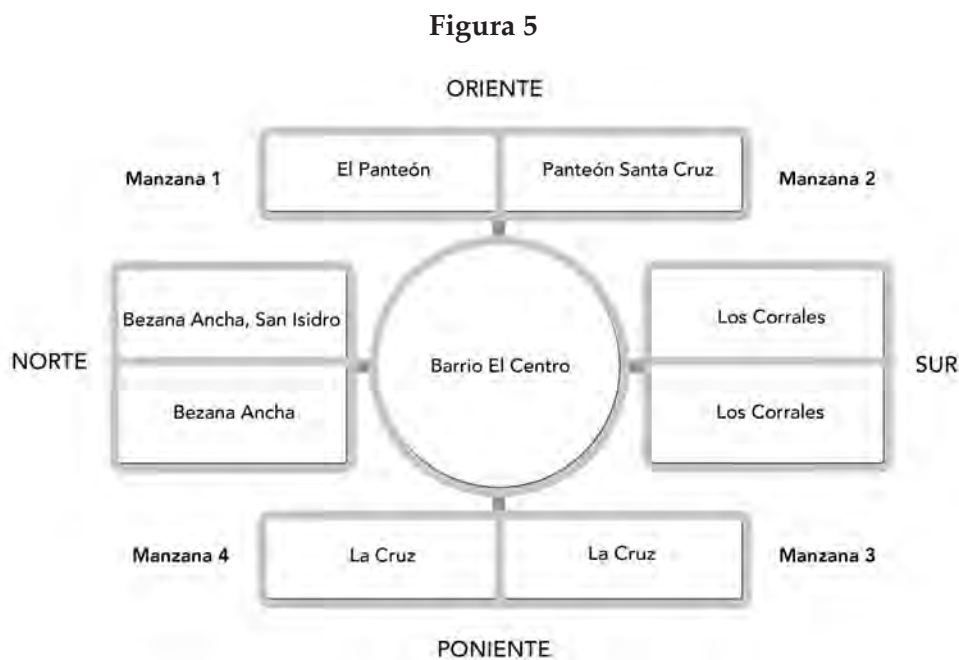 Figura 5
ORIENTE
Manzana 1
El Panteón
Panteón Santa Cruz
Manzana 2
Bezana Ancha, San Isidro
Los Corrales
NORTE
Barrio El Centro
SUR
Bezana Ancha
Los Corrales
Manzana 4
La Cruz
La Cruz
Manzana 3
PONIENTE